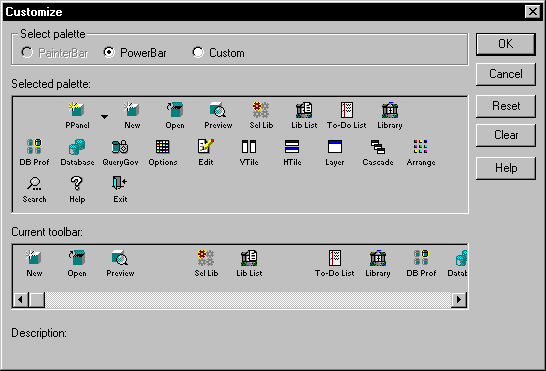 Customize
Select palette
PainterBar PowerBar Custom
OK
Cancel
Reset
Clear
Help
Selected palette:
PPanel New Open Preview Sel Lib Lib List To-Do List Library
DB Prof Database QueryGov Options Edit VTile HTile Layer Cascade Arrange
Search Help Exit
Current toolbar:
New Open Preview Sel Lib Lib List To-Do List Library DB Prof Datab
Description: